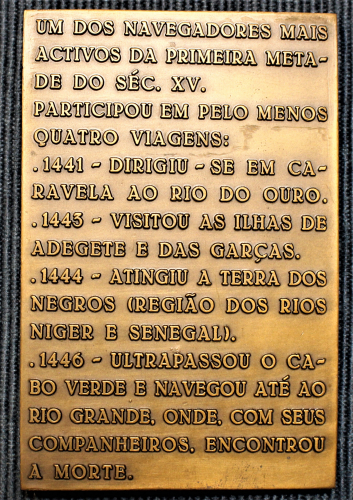 UM DOS NAVEGADORES MAIS
ACTIVOS DA PRIMEIRA META-
DE DO SÉC. XV.
PARTICIPOU EM PELO MENOS
QUATRO VIAGENS:
. 1441 - DIRIGIU - SE EM CA-
RAVELA AO RIO DO OURO.
. 1443 - VISITOU AS ILHAS DE
ADEGETE E DAS GARÇAS.
. 1444 - ATINGIU A TERRA DOS
NEGROS (REGIÃO DOS RIOS
NIGER E SENEGAL).
. 1446 - ULTRAPASSOU O CA-
BO VERDE E NAVEGOU ATÉ AO
RIO GRANDE, ONDE, COM SEUS
COMPANHEIROS, ENCONTROU
A MORTE.